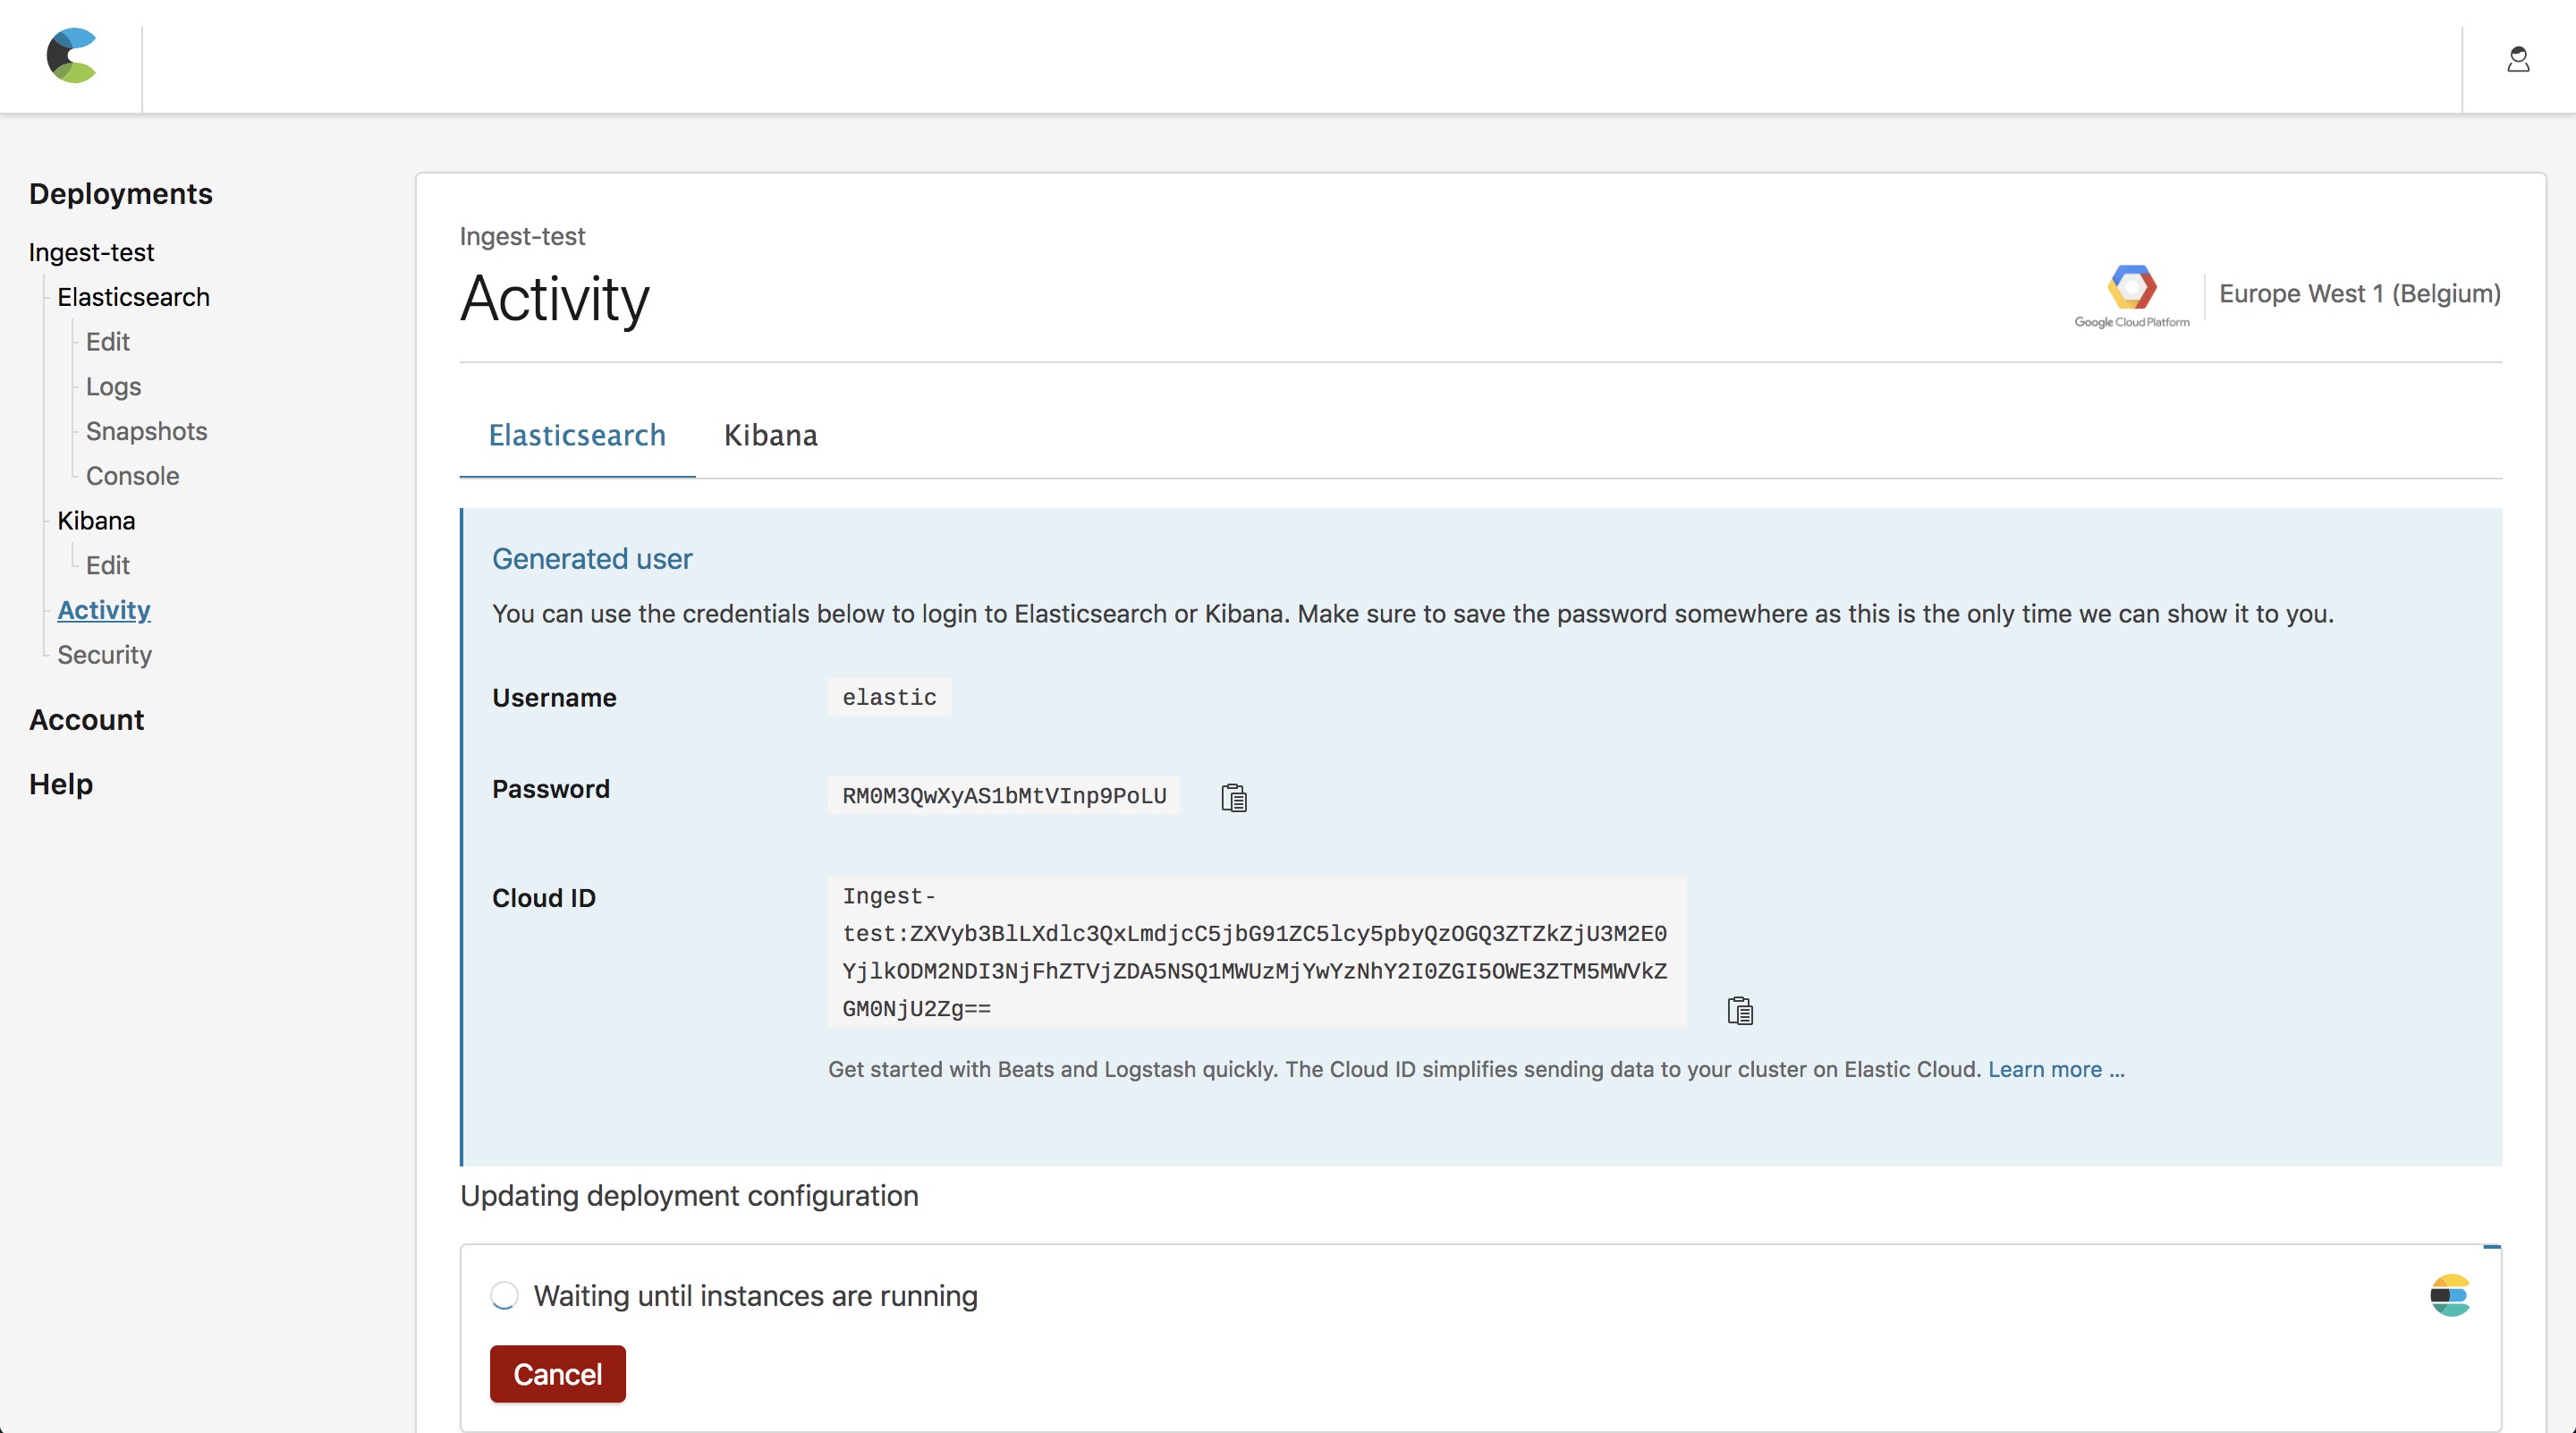 Deployments
Ingest-test
Elasticsearch
Edit
Logs
Snapshots
Console
Kibana
Edit
Activity
Security
Account
Help
Ingest-test
Activity
Google Cloud Platform
Europe West 1 (Belgium)
Elasticsearch Kibana
Generated user
You can use the credentials below to login to Elasticsearch or Kibana. Make sure to save the password somewhere as this is the only time we can show it to you.
Username elastic
Password RM0M3QwXyAS1bMtVInp9PoLU
Cloud ID Ingest-
test:ZXVyb3BlLXdlc3QxLmdjcC5jbG91ZC5lcy5pbyQzOGQ3ZTZkZjU3M2E0
YjlkODM2NDI3NjFhZTVjZDA5NSQ1MWUzMjYwYzNhY2I0ZGI5OWE3ZTM5MWVkZ
GM0NjU2Zg==
Get started with Beats and Logstash quickly. The Cloud ID simplifies sending data to your cluster on Elastic Cloud. Learn more ...
Updating deployment configuration
Waiting until instances are running
Cancel